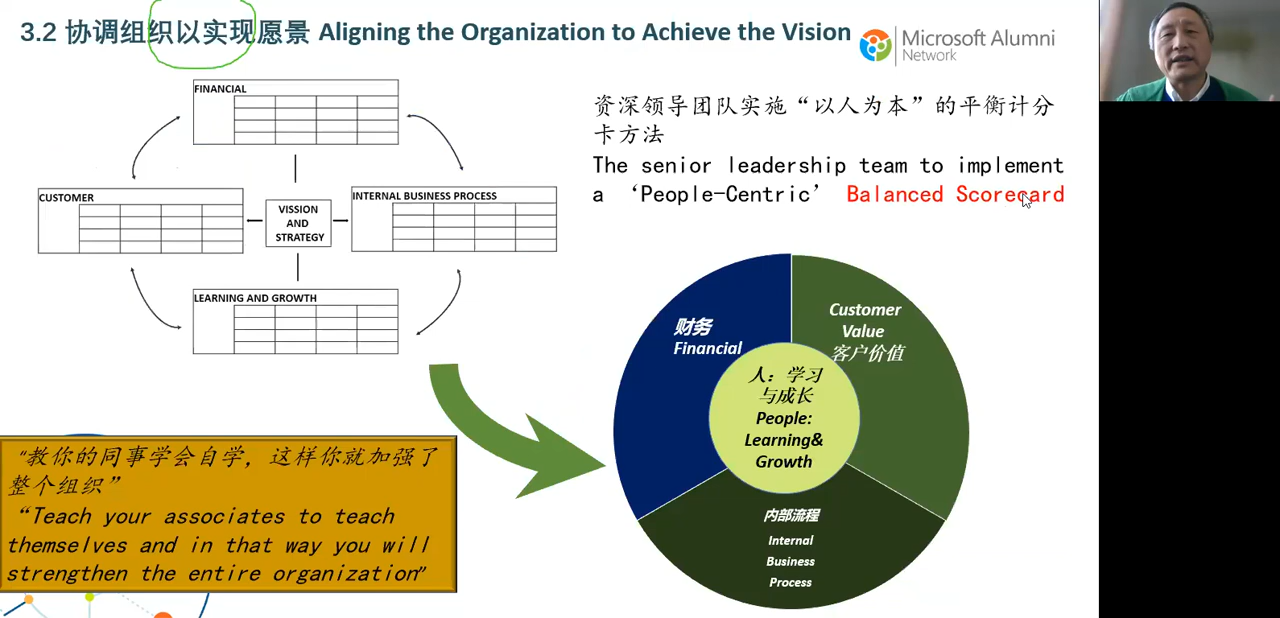 3.2 协调组织以实现愿景 Aligning the Organization to Achieve the Vision
Microsoft Alumni
Network
FINANCIAL
CUSTOMER
VISSION
AND
STRATEGY
INTERNAL BUSINESS PROCESS
LEARNING AND GROWTH
资深领导团队实施“以人为本”的平衡计分
卡方法
The senior leadership team to implement
a ‘People-Centric’ Balanced Scorecard
财务
Financial
Customer
Value
客户价值
人：学习
与成长
People:
Learning&
Growth
内部流程
Internal
Business
Process
“教你的同事学会自学，这样你就加强了
整个组织”
“Teach your associates to teach
themselves and in that way you will
strengthen the entire organization”